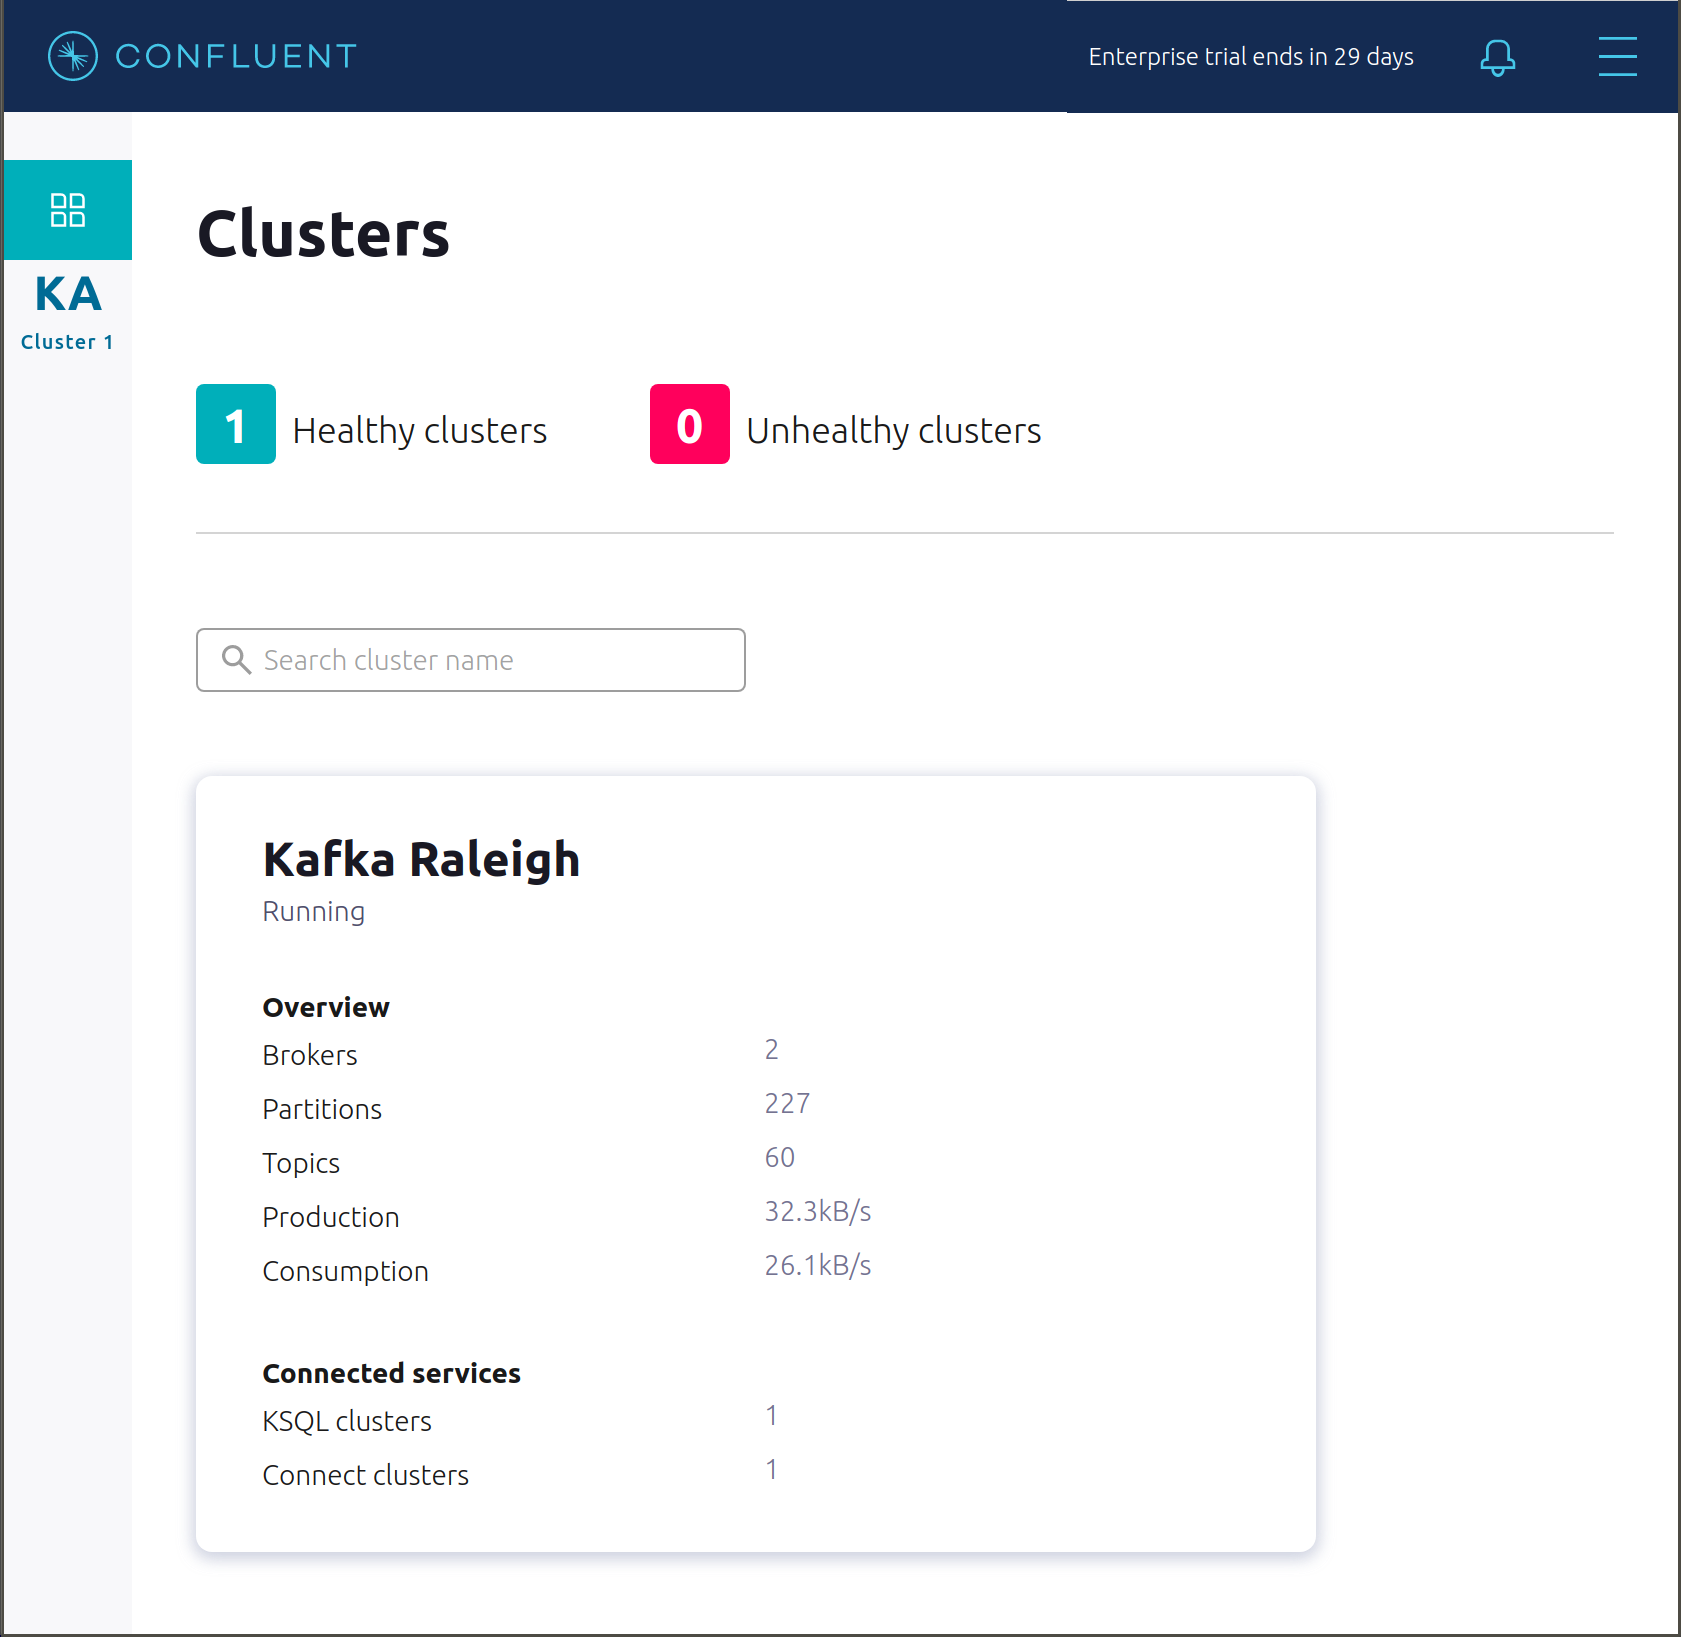 CONFLUENT
Enterprise trial ends in 29 days
KA
Cluster 1
Clusters
1 Healthy clusters
0 Unhealthy clusters
Search cluster name
Kafka Raleigh
Running
Overview
Brokers 2
Partitions 227
Topics 60
Production 32.3kB/s
Consumption 26.1kB/s
Connected services
KSQL clusters 1
Connect clusters 1